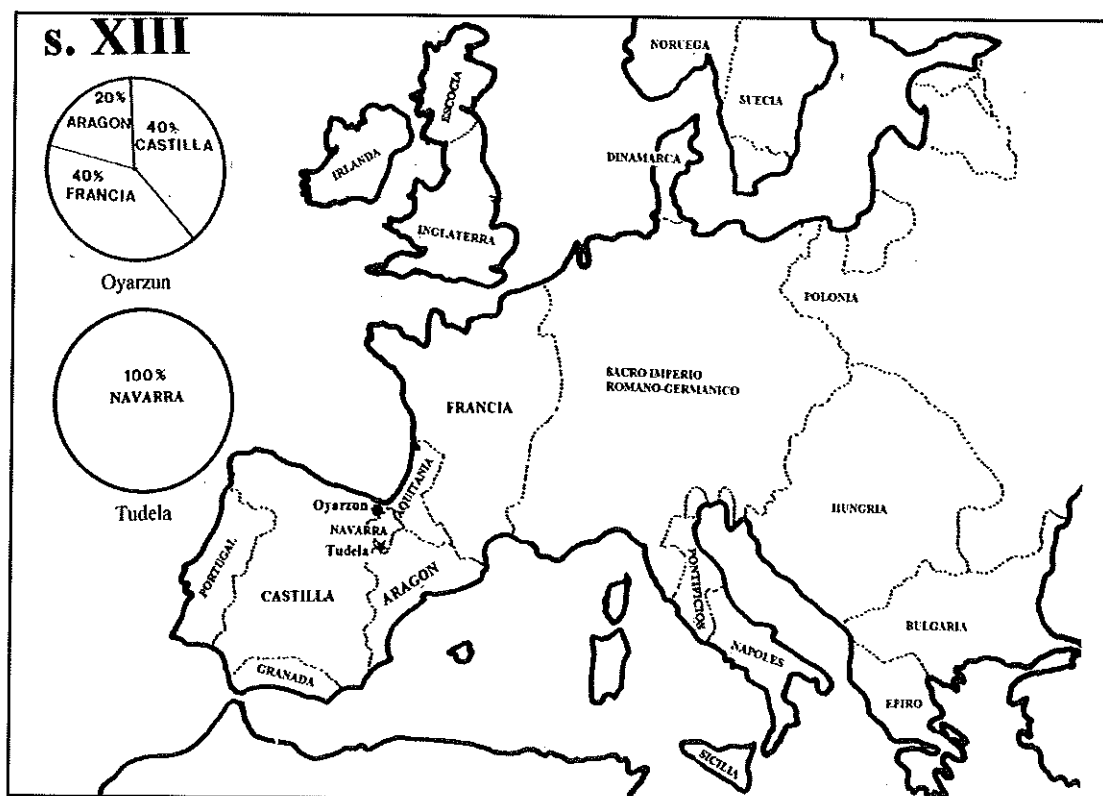 s. XIII
20%
ARAGON
40%
CASTILLA
40%
FRANCIA
Oyarzun
100%
NAVARRA
Tudela
NORUEGA
SUECIA
ESCOCIA
DINAMARCA
IRLANDA
INGLATERRA
POLONIA
SACRO IMPERIO
ROMANO-GERMANICO
FRANCIA
AQUITANIA
Oyarzun
NAVARRA
Tudela
HUNGRIA
PORTUGAL
CASTILLA
ARAGON
PONTIFICIOS
BULGARIA
GRANADA
NAPOLES
EPIRO
SICILIA